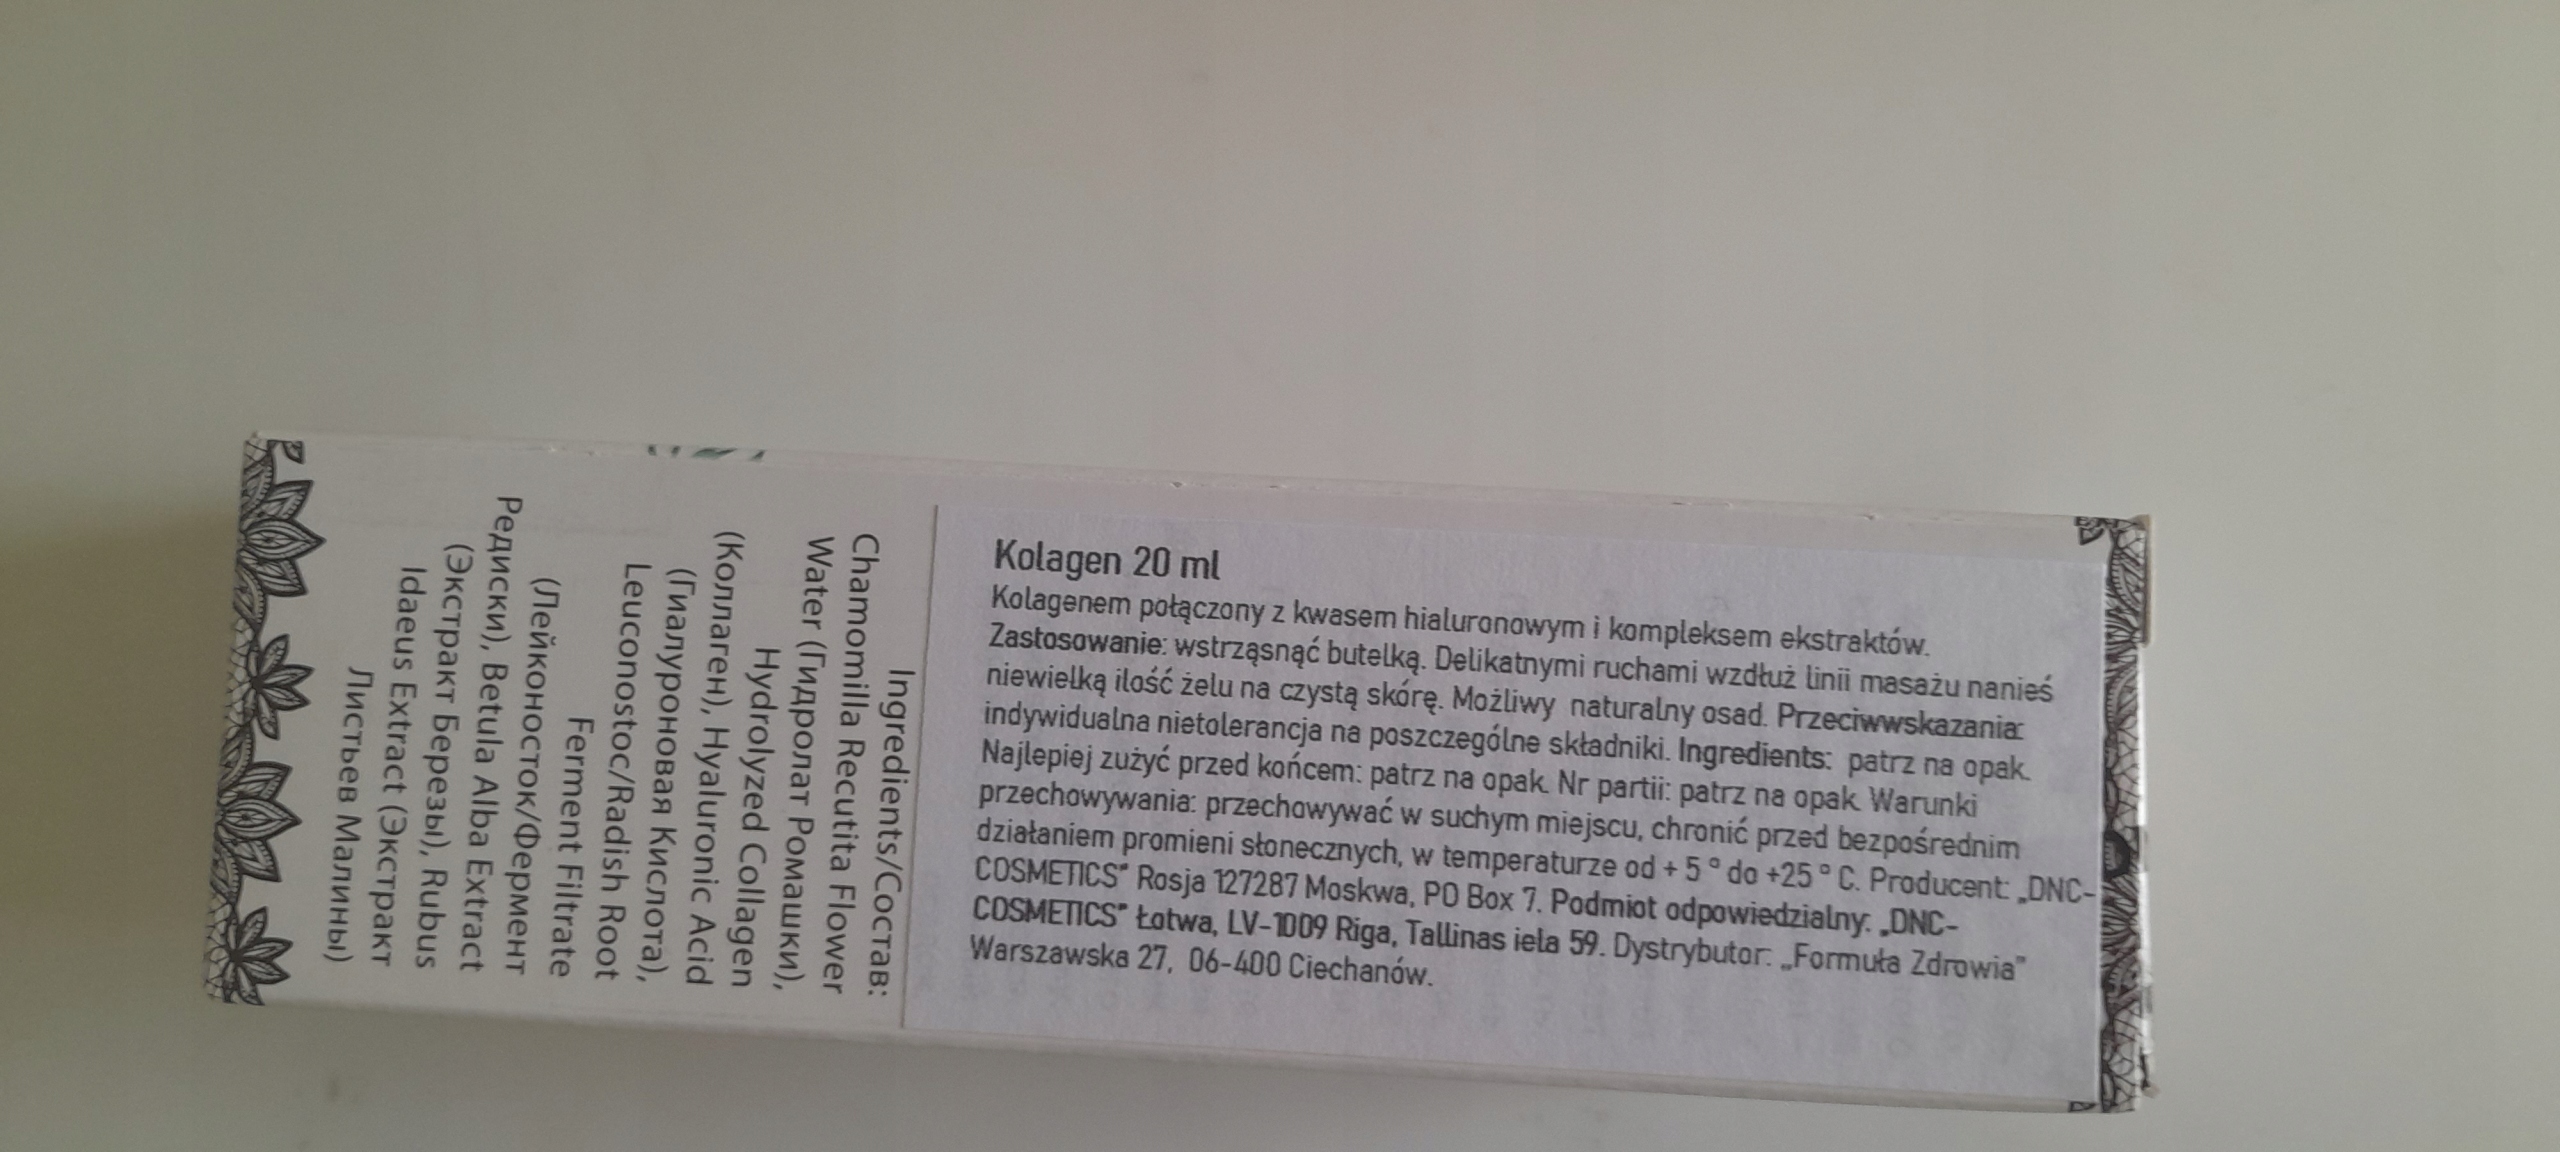 Kolagen 20 ml
Kolagenem połączony z kwasem hialuronowym i kompleksem ekstraktów.
Zastosowanie: wstrząsnąć butelką. Delikatnymi ruchami wzdłuż linii masażu nanieś
niewielką ilość żelu na czystą skórę. Możliwy naturalny osad. Przeciwwskazania:
indywidualna nietolerancja na poszczególne składniki. Ingredients: patrz na opak.
Najlepiej zużyć przed końcem: patrz na opak. Nr partii: patrz na opak. Warunki
przechowywania: przechowywać w suchym miejscu, chronić przed bezpośrednim
działaniem promieni słonecznych, w temperaturze od + 5 ° do +25 ° C. Producent: „DNC-
COSMETICS" Rosja 127287 Moskwa, PO Box 7. Podmiot odpowiedzialny: „DNC-
COSMETICS" Łotwa, LV-1009 Riga, Tallinas iela 59. Dystrybutor: „Formuła Zdrowia"
Warszawska 27, 06-400 Ciechanów.
Ingredients/Состав:
Chamomilla Recutita Flower
Water (Гидролат Ромашки),
Hydrolyzed Collagen
(Коллаген), Hyaluronic Acid
(Гиалуроновая Кислота),
Leuconostoc/Radish Root
Ferment Filtrate
(Лейконосток/Фермент
Редиски), Betula Alba Extract
(Экстракт Березы), Rubus
Idaeus Extract (Экстракт
Листьев Малины)